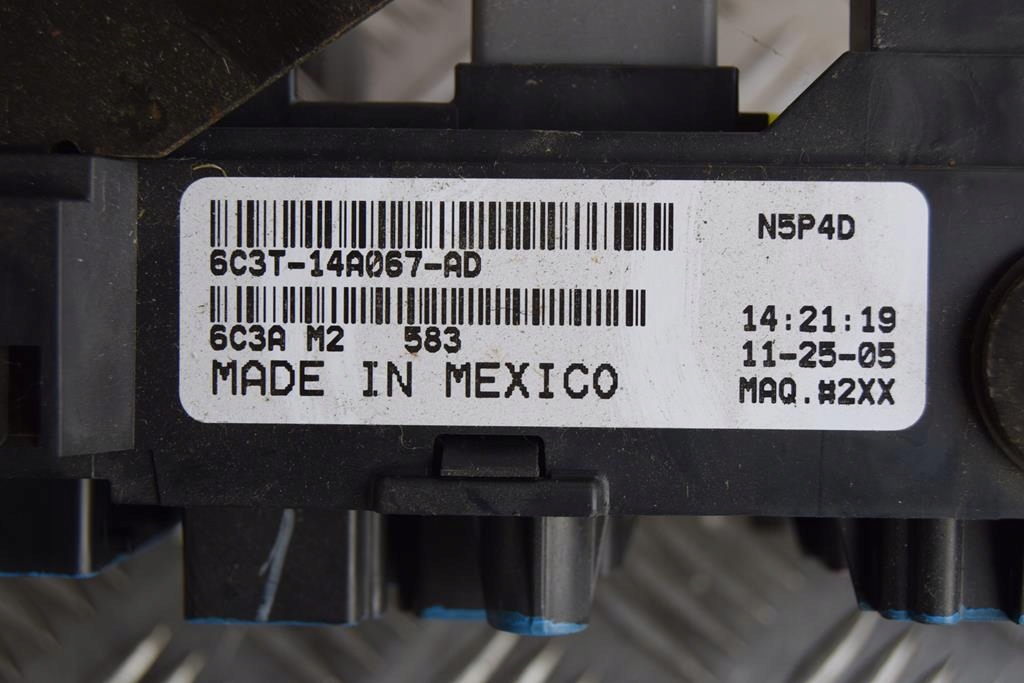 6C3T-14A067-AD
6C3A M2 583
MADE IN MEXICO
N5P4D
14:21:19
11-25-05
MAQ.#2XX